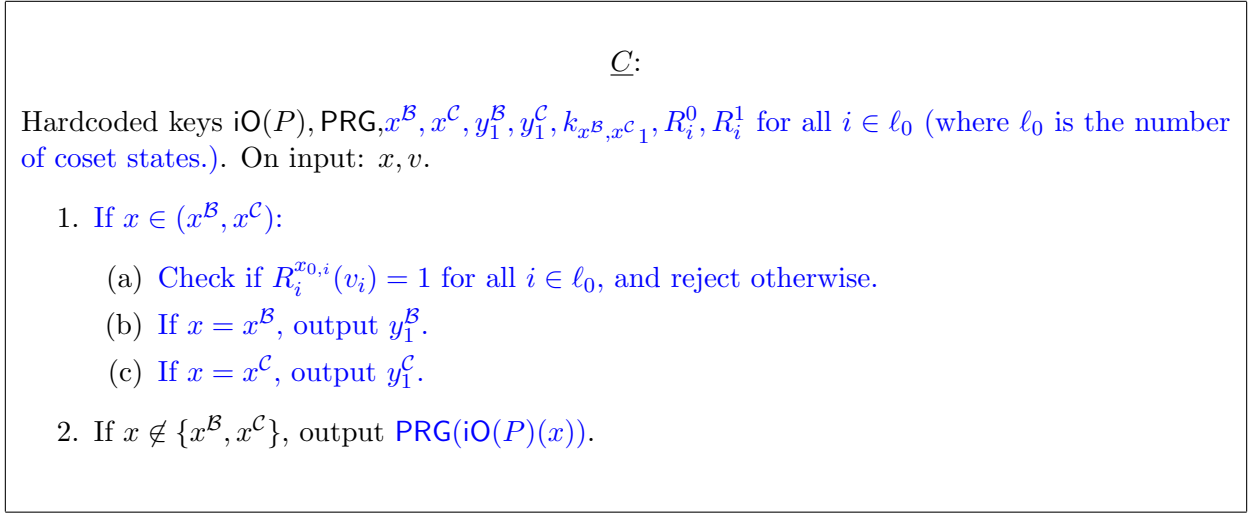 C:
Hardcoded keys iO(P), PRG,x^ℬ, x^𝒞, y_1^ℬ, y_1^𝒞, k_{x^ℬ,x^𝒞_1}, R_i^0, R_i^1 for all i ∈ ℓ_0 (where ℓ_0 is the number
of coset states.). On input: x, v.
1. If x ∈ (x^ℬ, x^𝒞):
(a) Check if R_i^{x_{0,i}}(v_i) = 1 for all i ∈ ℓ_0, and reject otherwise.
(b) If x = x^ℬ, output y_1^ℬ.
(c) If x = x^𝒞, output y_1^𝒞.
2. If x ∉ {x^ℬ, x^𝒞}, output PRG(iO(P)(x)).